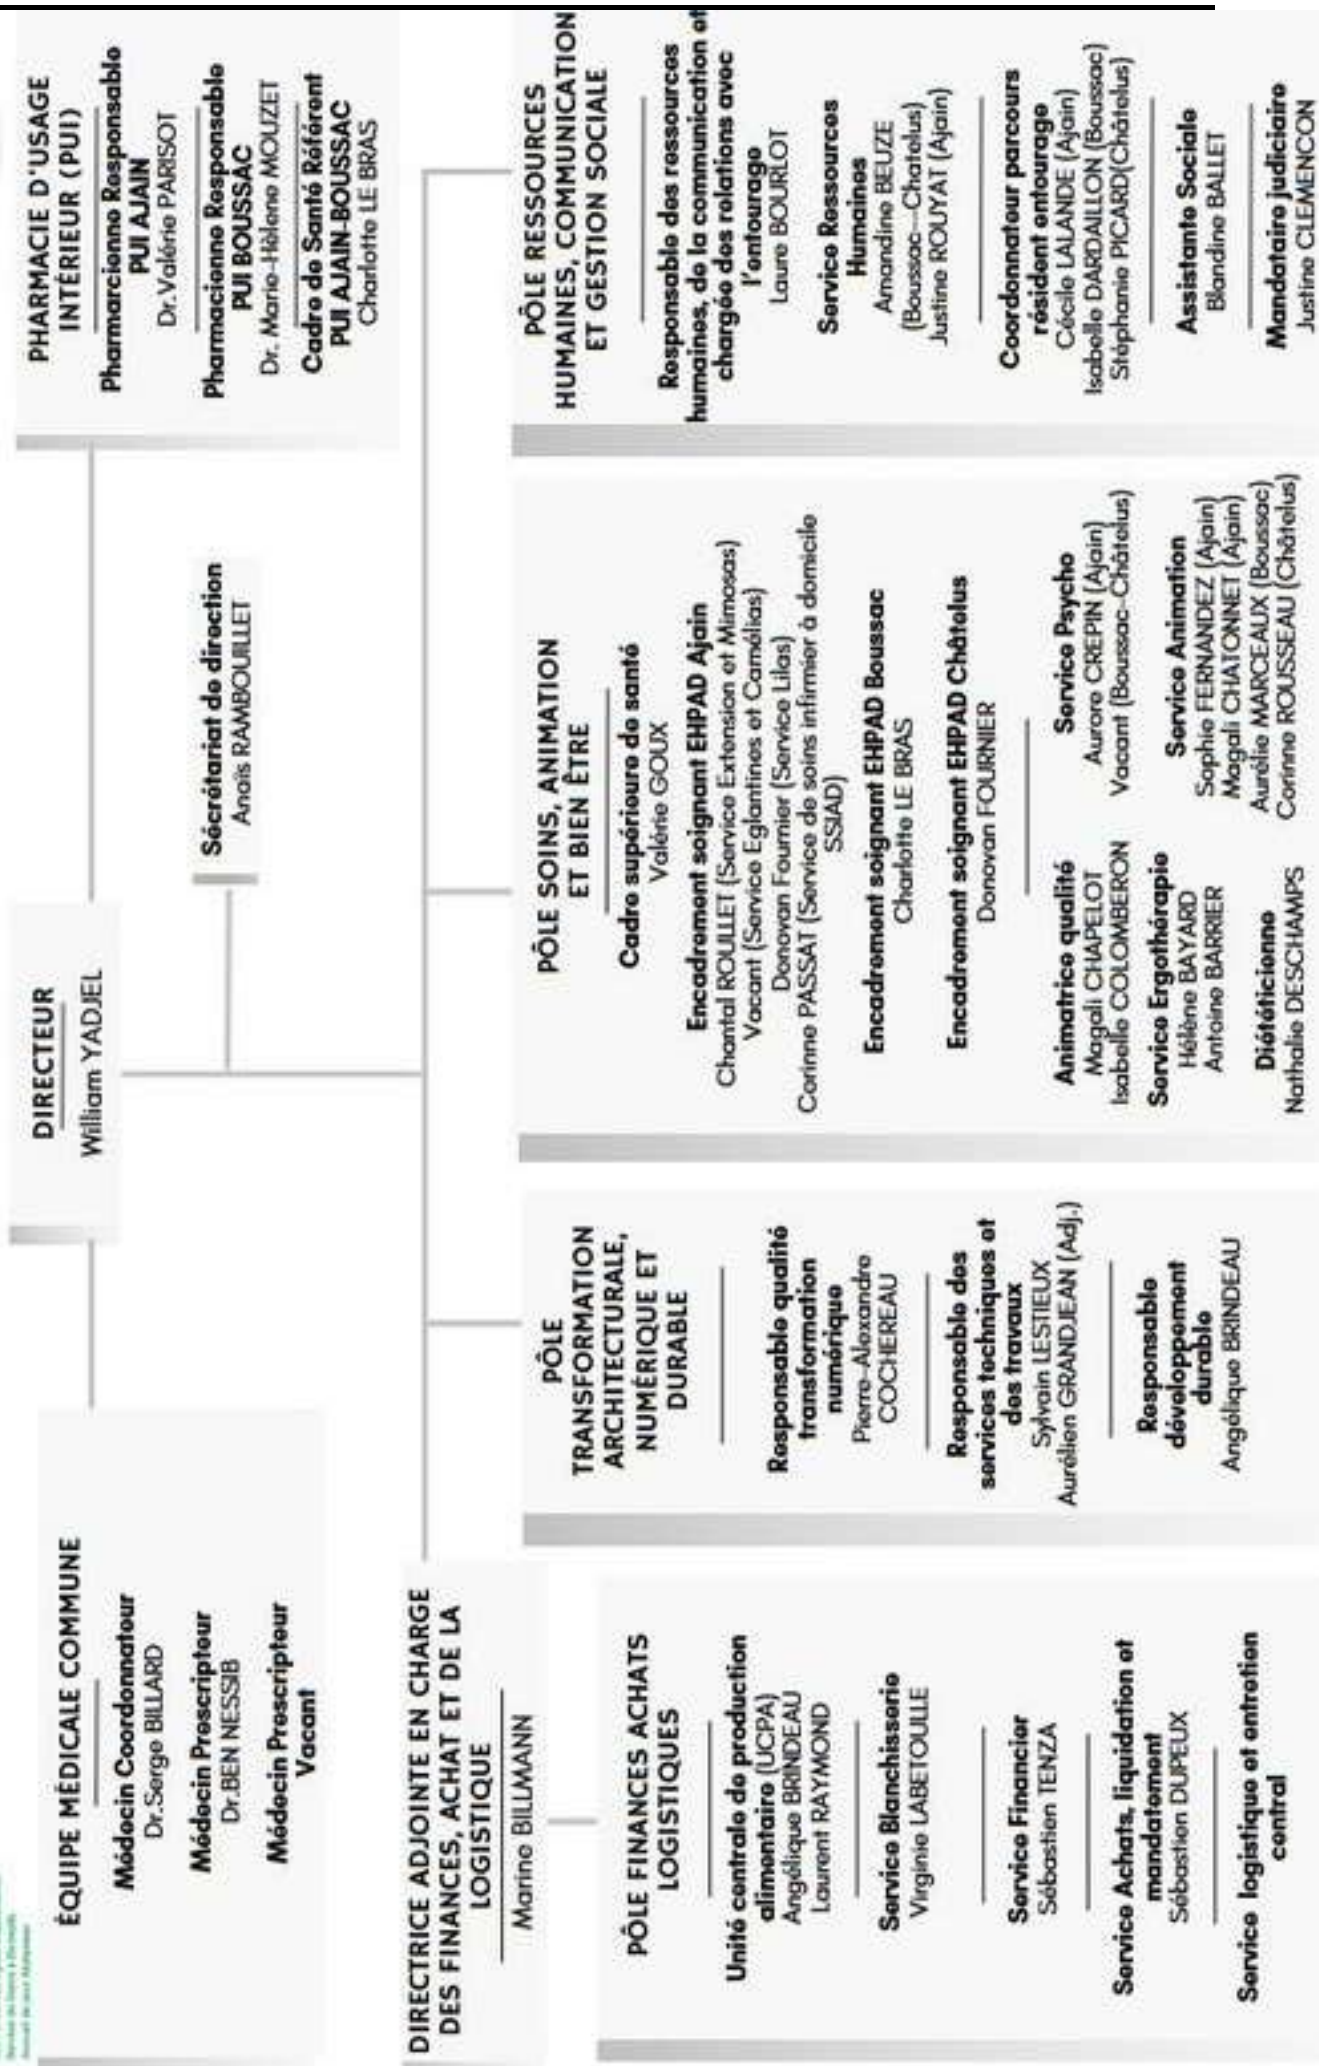 DIRECTEUR
William YADJEL
Sécrétariat de direction
Anaïs RAMBOUILLET
ÉQUIPE MÉDICALE COMMUNE
Médecin Coordonnateur
Dr.Serge BILLARD
Médecin Prescripteur
Dr.BEN NESSIB
Médecin Prescripteur
Vacant
PHARMACIE D'USAGE
INTÉRIEUR (PUI)
Pharmarcienne Responsable
PUI AJAIN
Dr.Valérie PARISOT
Pharmacienne Responsable
PUI BOUSSAC
Dr. Marie-Hélène MOUZET
Cadre de Santé Référent
PUI AJAIN-BOUSSAC
Charlotte LE BRAS
DIRECTRICE ADJOINTE EN CHARGE
DES FINANCES, ACHAT ET DE LA
LOGISTIQUE
Marine BILLMANN
PÔLE FINANCES ACHATS
LOGISTIQUES
Unité centrale de production
alimentaire (UCPA)
Angélique BRINDEAU
Laurent RAYMOND
Service Blanchisserie
Virginie LABETOULLE
Service Financier
Sébastien TENZA
Service Achats, liquidation et
mandatement
Sébastien DUPEUX
Service logistique et entretien
central
PÔLE
TRANSFORMATION
ARCHITECTURALE,
NUMÉRIQUE ET
DURABLE
Responsable qualité
transformation
numérique
Pierre-Alexandre
COCHEREAU
Responsable des
services techniques et
des travaux
Sylvain LESTIEUX
Aurélien GRANDJEAN (Adj.)
Responsable
développement
durable
Angélique BRINDEAU
PÔLE SOINS, ANIMATION
ET BIEN ÊTRE
Cadre supérieure de santé
Valérie GOUX
Encadrement soignant EHPAD Ajain
Chantal ROULLET (Service Extension et Mimosas)
Vacant (Service Eglantines et Camélias)
Donovan Fournier (Service Lilas)
Corinne PASSAT (Service de soins infirmier à domicile
SSIAD)
Encadrement soignant EHPAD Boussac
Charlotte LE BRAS
Encadrement soignant EHPAD Châtelus
Donovan FOURNIER
Animatrice qualité
Magali CHAPELOT
Isabelle COLOMBERON
Service Ergothérapie
Hélène BAYARD
Antoine BARRIER
Diététicienne
Nathalie DESCHAMPS
Service Psycho
Aurore CREPIN (Ajain)
Vacant (Boussac-Châtelus)
Service Animation
Sophie FERNANDEZ (Ajain)
Magali CHATONNET (Ajain)
Aurélie MARCEAUX (Boussac)
Corinne ROUSSEAU (Châtelus)
PÔLE RESSOURCES
HUMAINES, COMMUNICATION
ET GESTION SOCIALE
Responsable des ressources
humaines, de la communication et
chargée des relations avec
l'entourage
Laure BOURLOT
Service Ressources
Humaines
Amandine BEUZE
(Boussac--Chatelus)
Justine ROUYAT (Ajain)
Coordonnateur parcours
résident entourage
Cécile LALANDE (Ajain)
Isabelle DARDAILLON (Boussac)
Stéphanie PICARD(Châtelus)
Assistante Sociale
Blandine BALLET
Mandataire judiciaire
Justine CLEMENCON